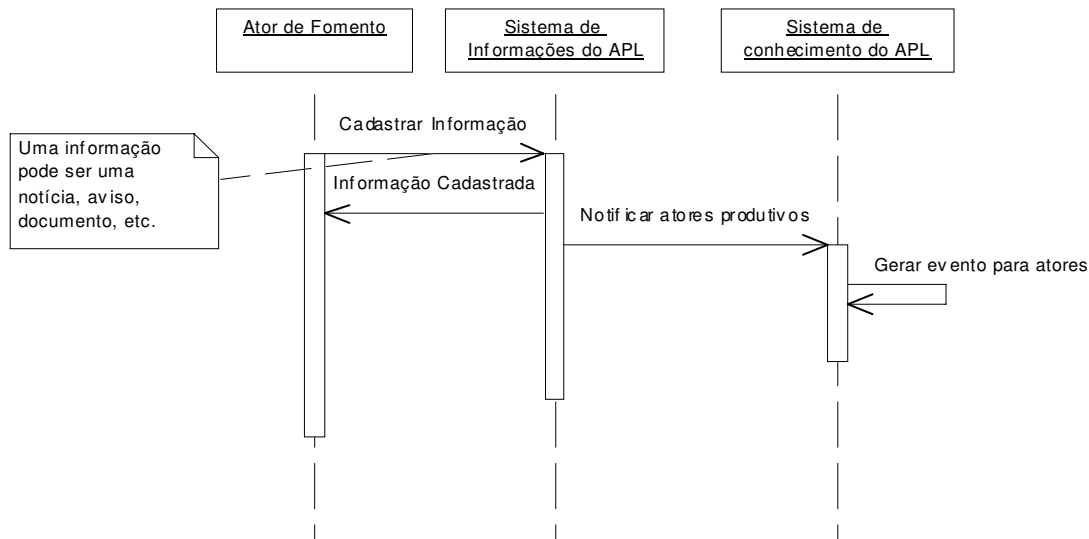 Ator de Fomento
Sistema de
Informações do APL
Sistema de
conhecimento do APL
Cadastrar Informação
Uma informação
pode ser uma
notícia, aviso,
documento, etc.
Informação Cadastrada
Notificar atores produtivos
Gerar evento para atores